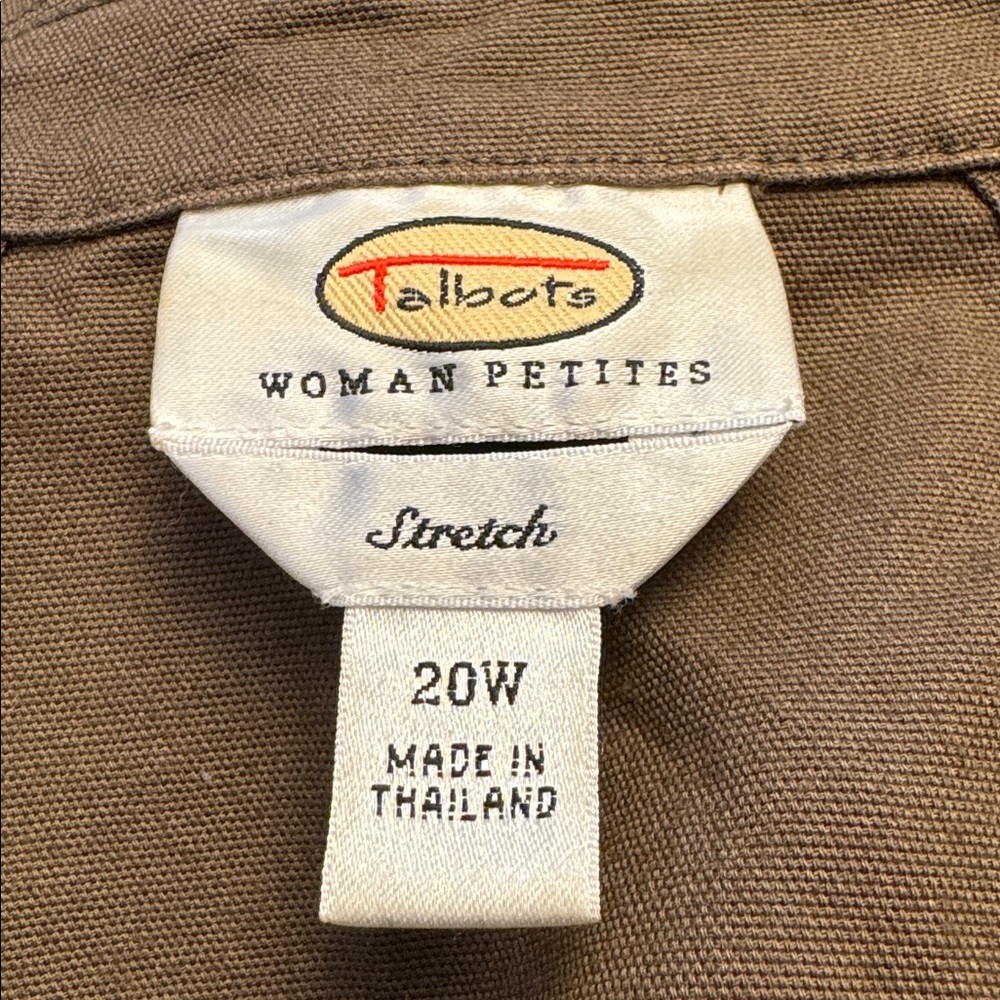 Talbots
WOMAN PETITES
Stretch
20W
MADE IN
THAILAND